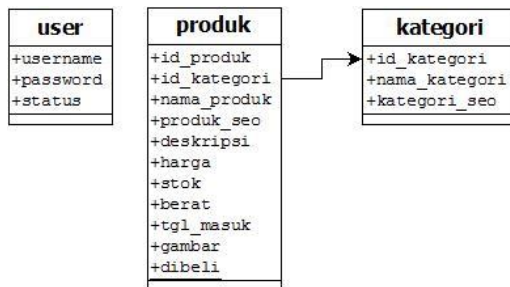 user
+username
+password
+status
produk
+id_produk
+id_kategori
+nama_produk
+produk_seo
+deskripsi
+harga
+stok
+berat
+tgl_masuk
+gambar
+dibeli
kategori
+id_kategori
+nama_kategori
+kategori_seo